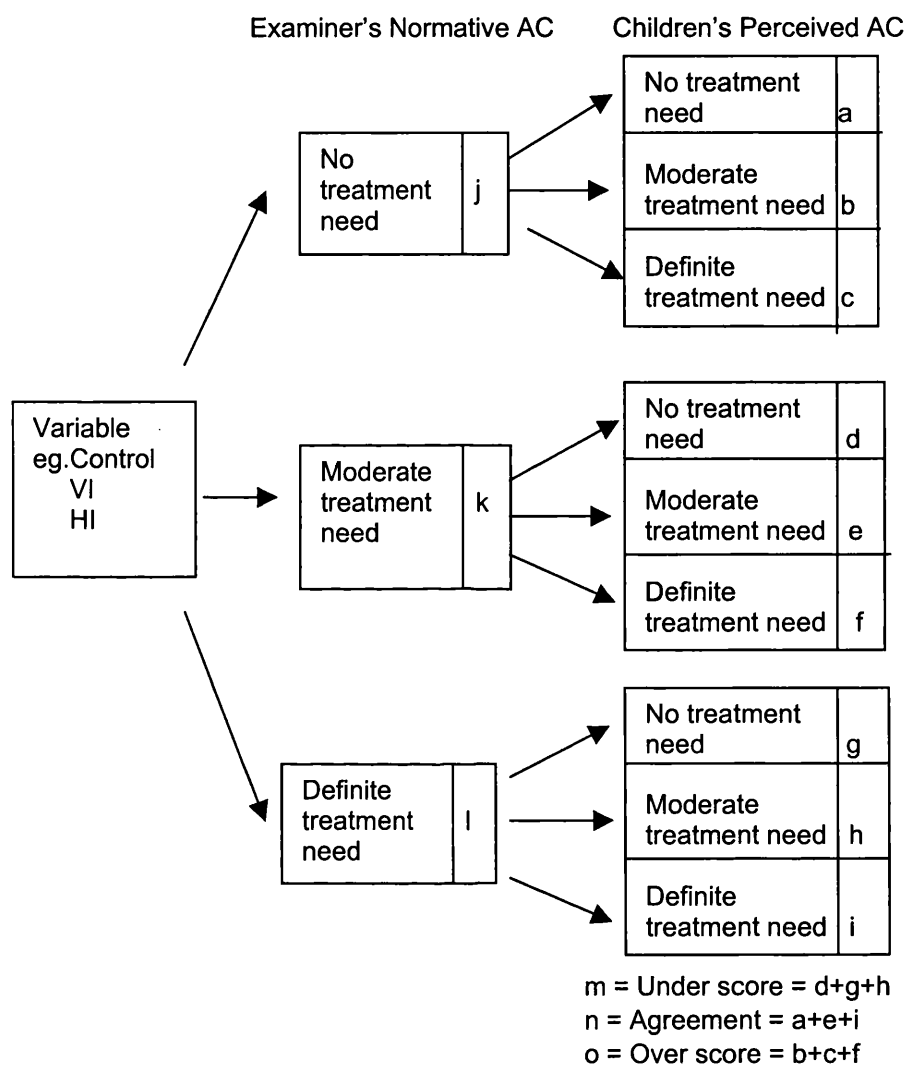 Examiner's Normative AC
Children's Perceived AC
No treatment
need
a
Moderate
treatment need
b
Definite
treatment need
c
No
treatment
need
j
Variable
eg.Control
VI
HI
Moderate
treatment
need
k
No treatment
need
d
Moderate
treatment need
e
Definite
treatment need
f
Definite
treatment
need
l
No treatment
need
g
Moderate
treatment need
h
Definite
treatment need
i
m = Under score = d+g+h
n = Agreement = a+e+i
o = Over score = b+c+f